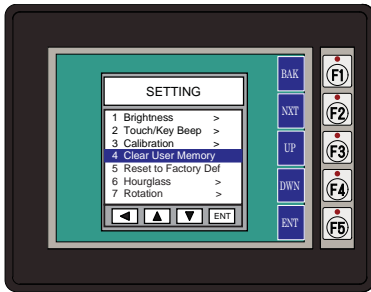 SETTING
1 Brightness >
2 Touch/Key Beep >
3 Calibration >
4 Clear User Memory
5 Reset to Factory Def
6 Hourglass >
7 Rotation >
ENT
BAK
NXT
UP
DWN
ENT
F1
F2
F3
F4
F5